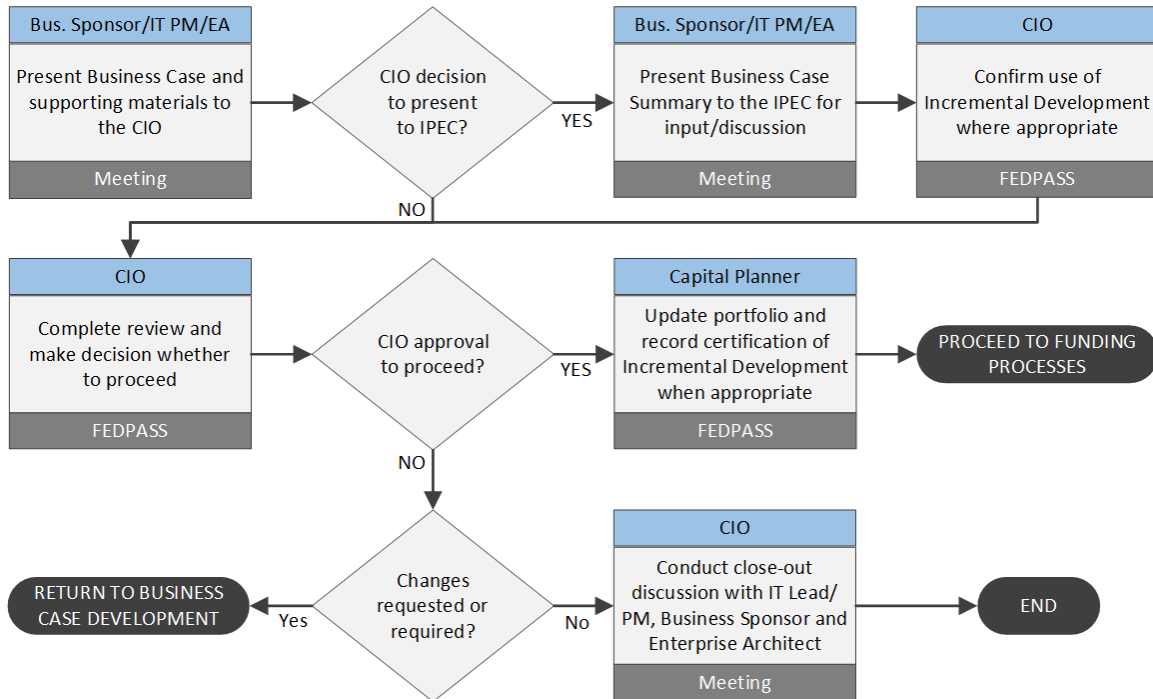 Bus. Sponsor/IT PM/EA
Present Business Case and
supporting materials to
the CIO
Meeting
CIO decision
to present
to IPEC?
YES
NO
Bus. Sponsor/IT PM/EA
Present Business Case
Summary to the IPEC for
input/discussion
Meeting
CIO
Confirm use of
Incremental Development
where appropriate
FEDPASS
CIO
Complete review and
make decision whether
to proceed
FEDPASS
CIO approval
to proceed?
YES
NO
Capital Planner
Update portfolio and
record certification of
Incremental Development
when appropriate
FEDPASS
PROCEED TO FUNDING
PROCESSES
RETURN TO BUSINESS
CASE DEVELOPMENT
Yes
Changes
requested or
required?
No
CIO
Conduct close-out
discussion with IT Lead/
PM, Business Sponsor and
Enterprise Architect
Meeting
END